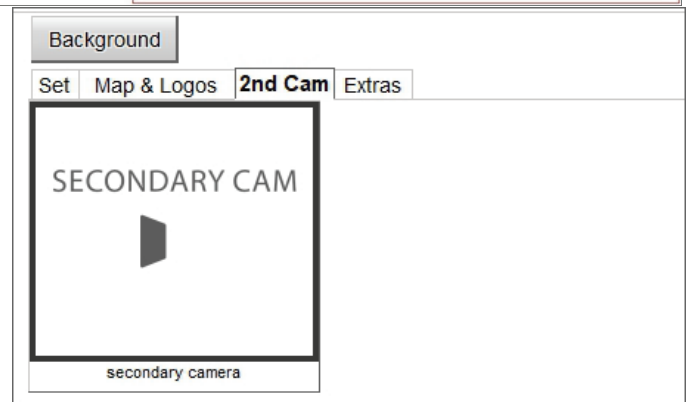 Background
Set Map & Logos 2nd Cam Extras
SECONDARY CAM
secondary camera